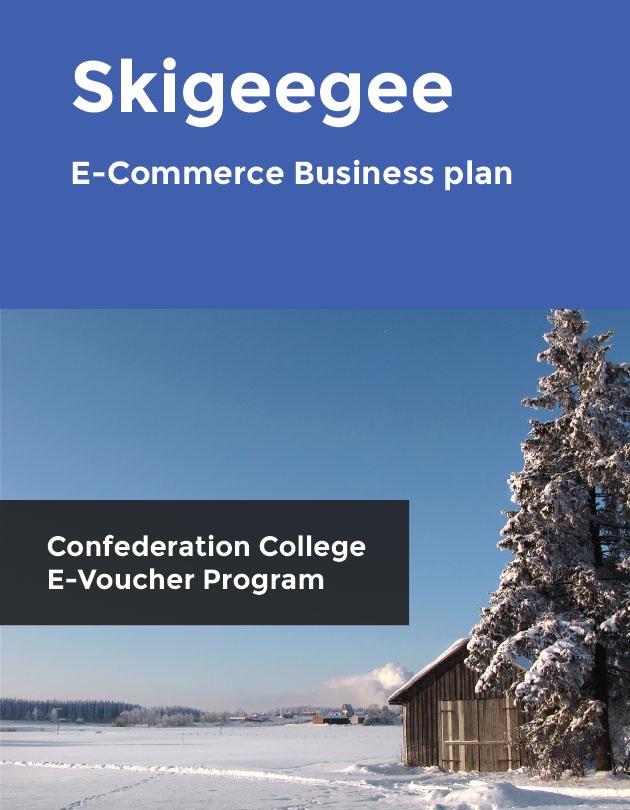 Skigeegee
E-Commerce Business plan
Confederation College
E-Voucher Program